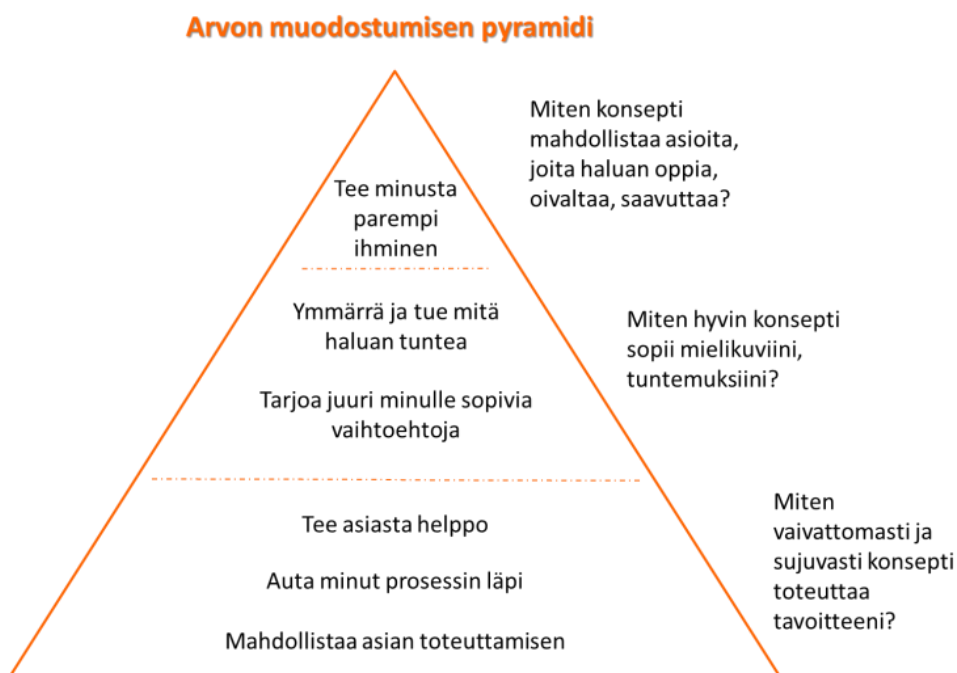 Arvon muodostumisen pyramidi
Miten konsepti
mahdollistaa asioita,
joita haluan oppia,
oivaltaa, saavuttaa?
Tee minusta
parempi
ihminen
Ymmärrä ja tue mitä
haluan tuntea
Miten hyvin konsepti
sopii mielikuviini,
tuntemuksiini?
Tarjoa juuri minulle sopivia
vaihtoehtoja
Miten
vaivattomasti ja
sujuvasti konsepti
toteuttaa
tavoitteeni?
Tee asiasta helppo
Auta minut prosessin läpi
Mahdollistaa asian toteuttamisen